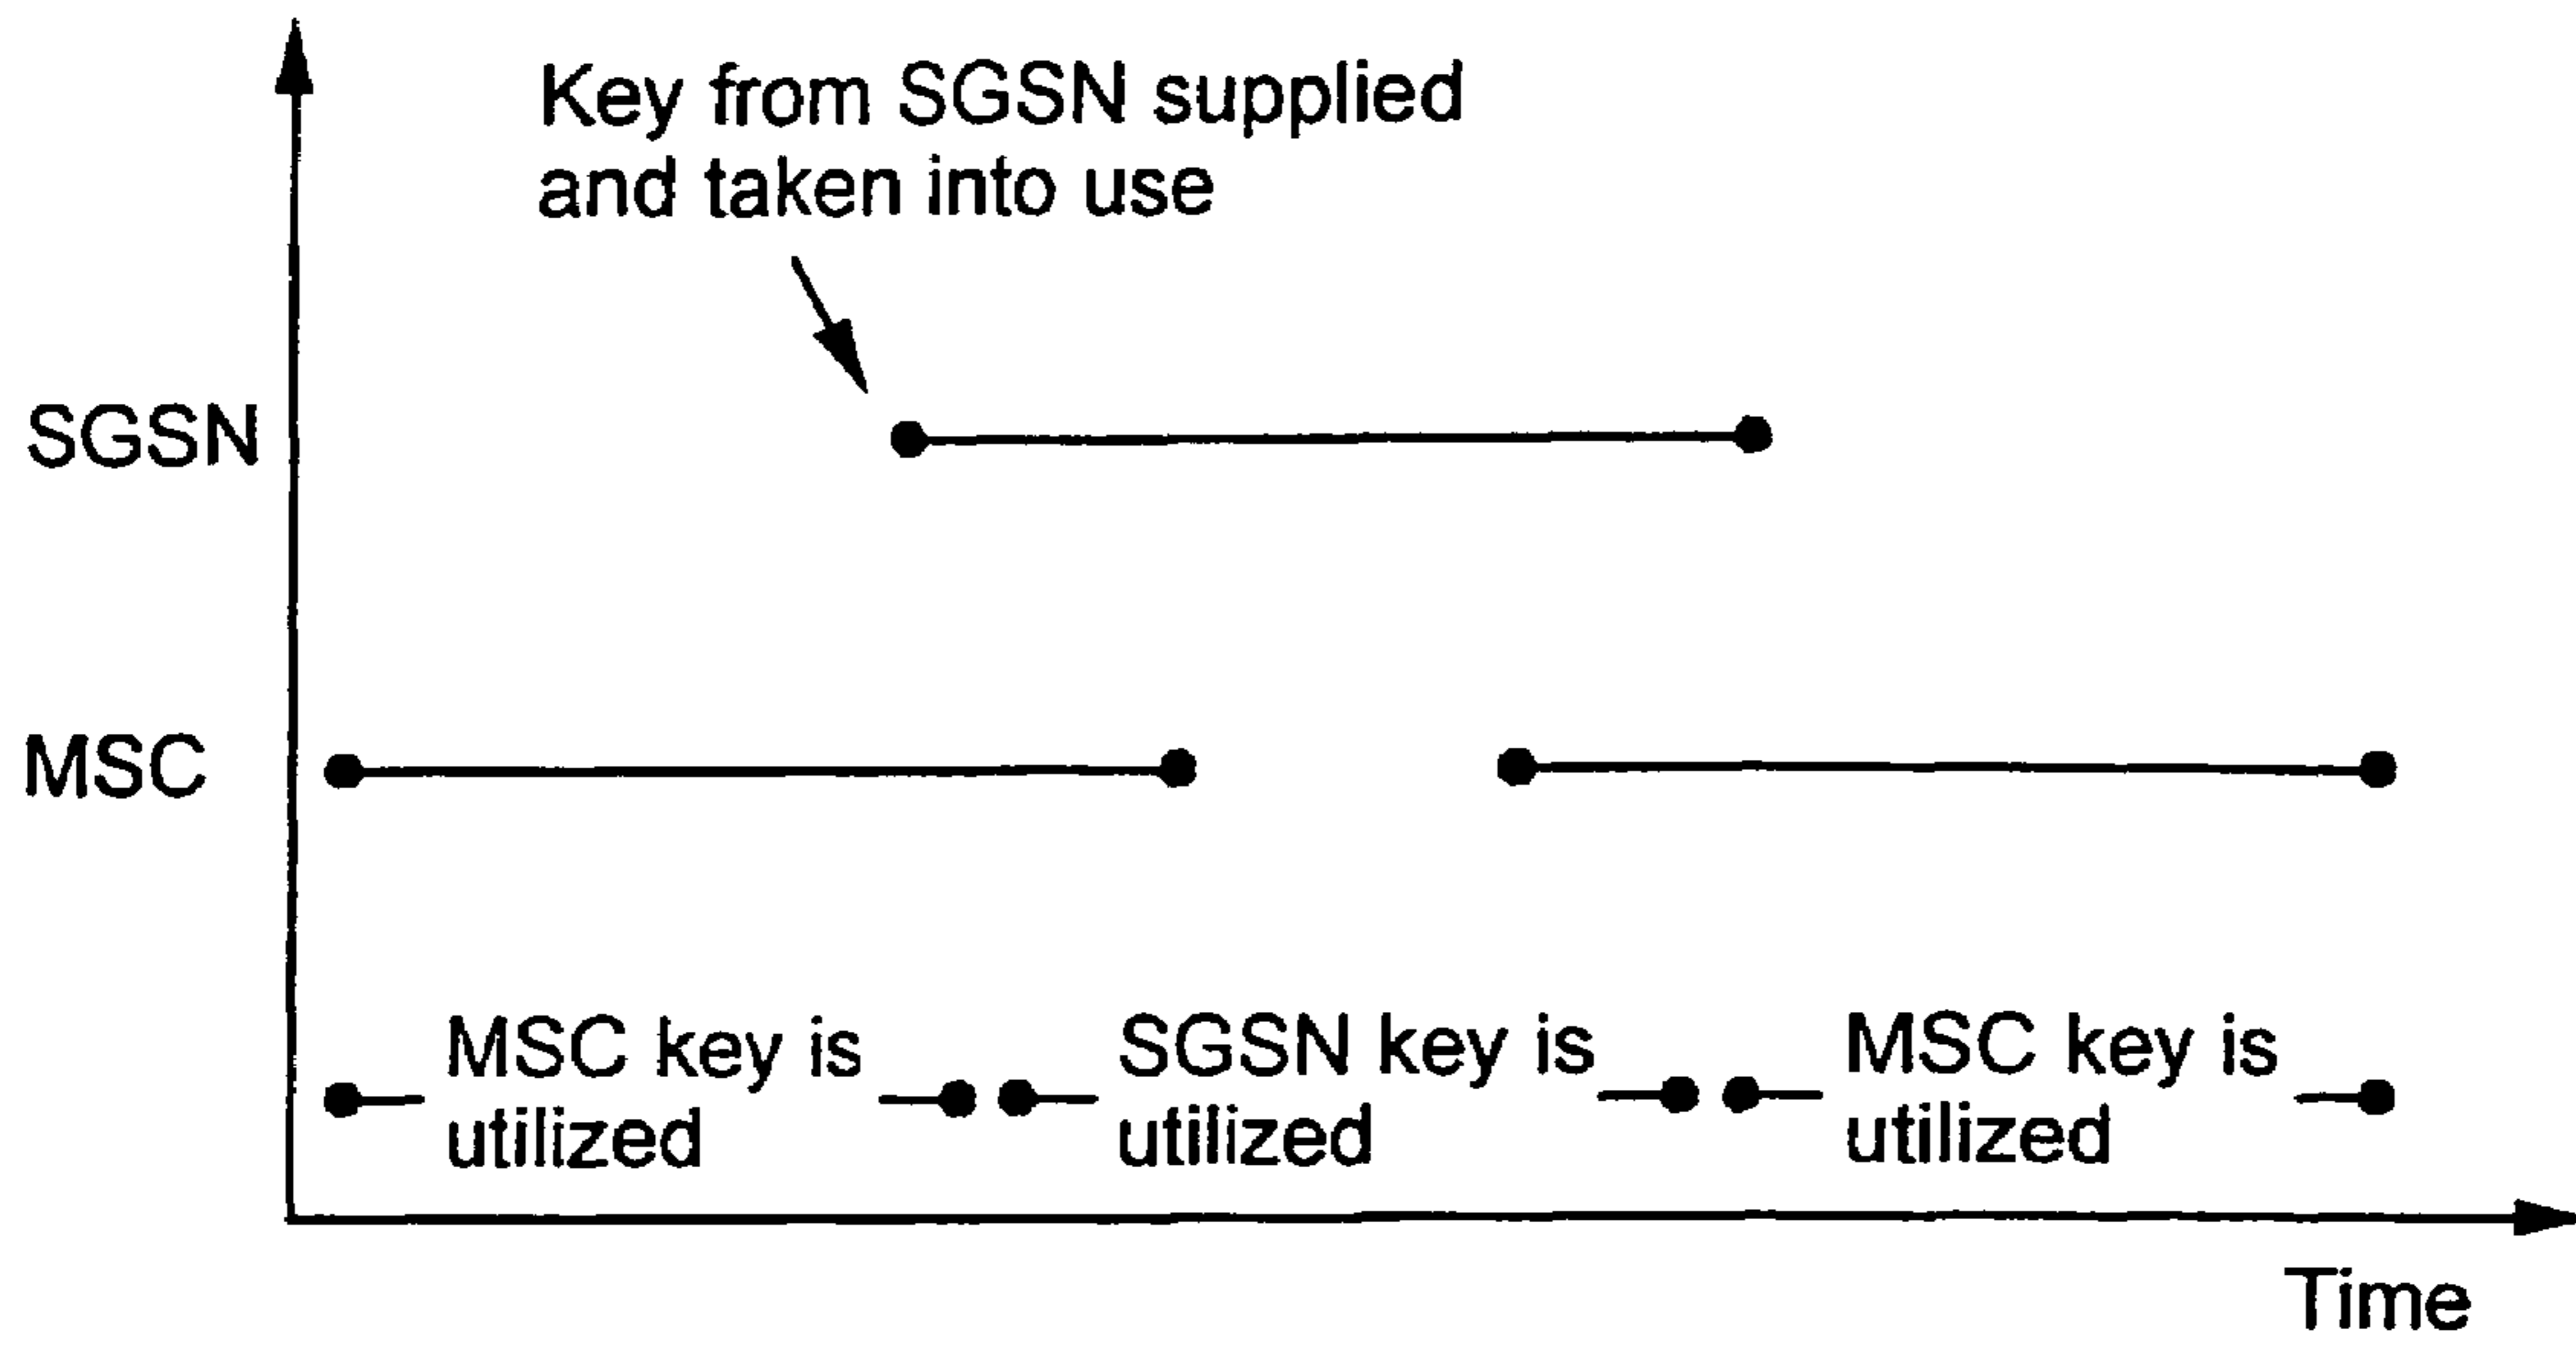 Key from SGSN supplied
and taken into use
SGSN
MSC
MSC key is
utilized
SGSN key is
utilized
MSC key is
utilized
Time